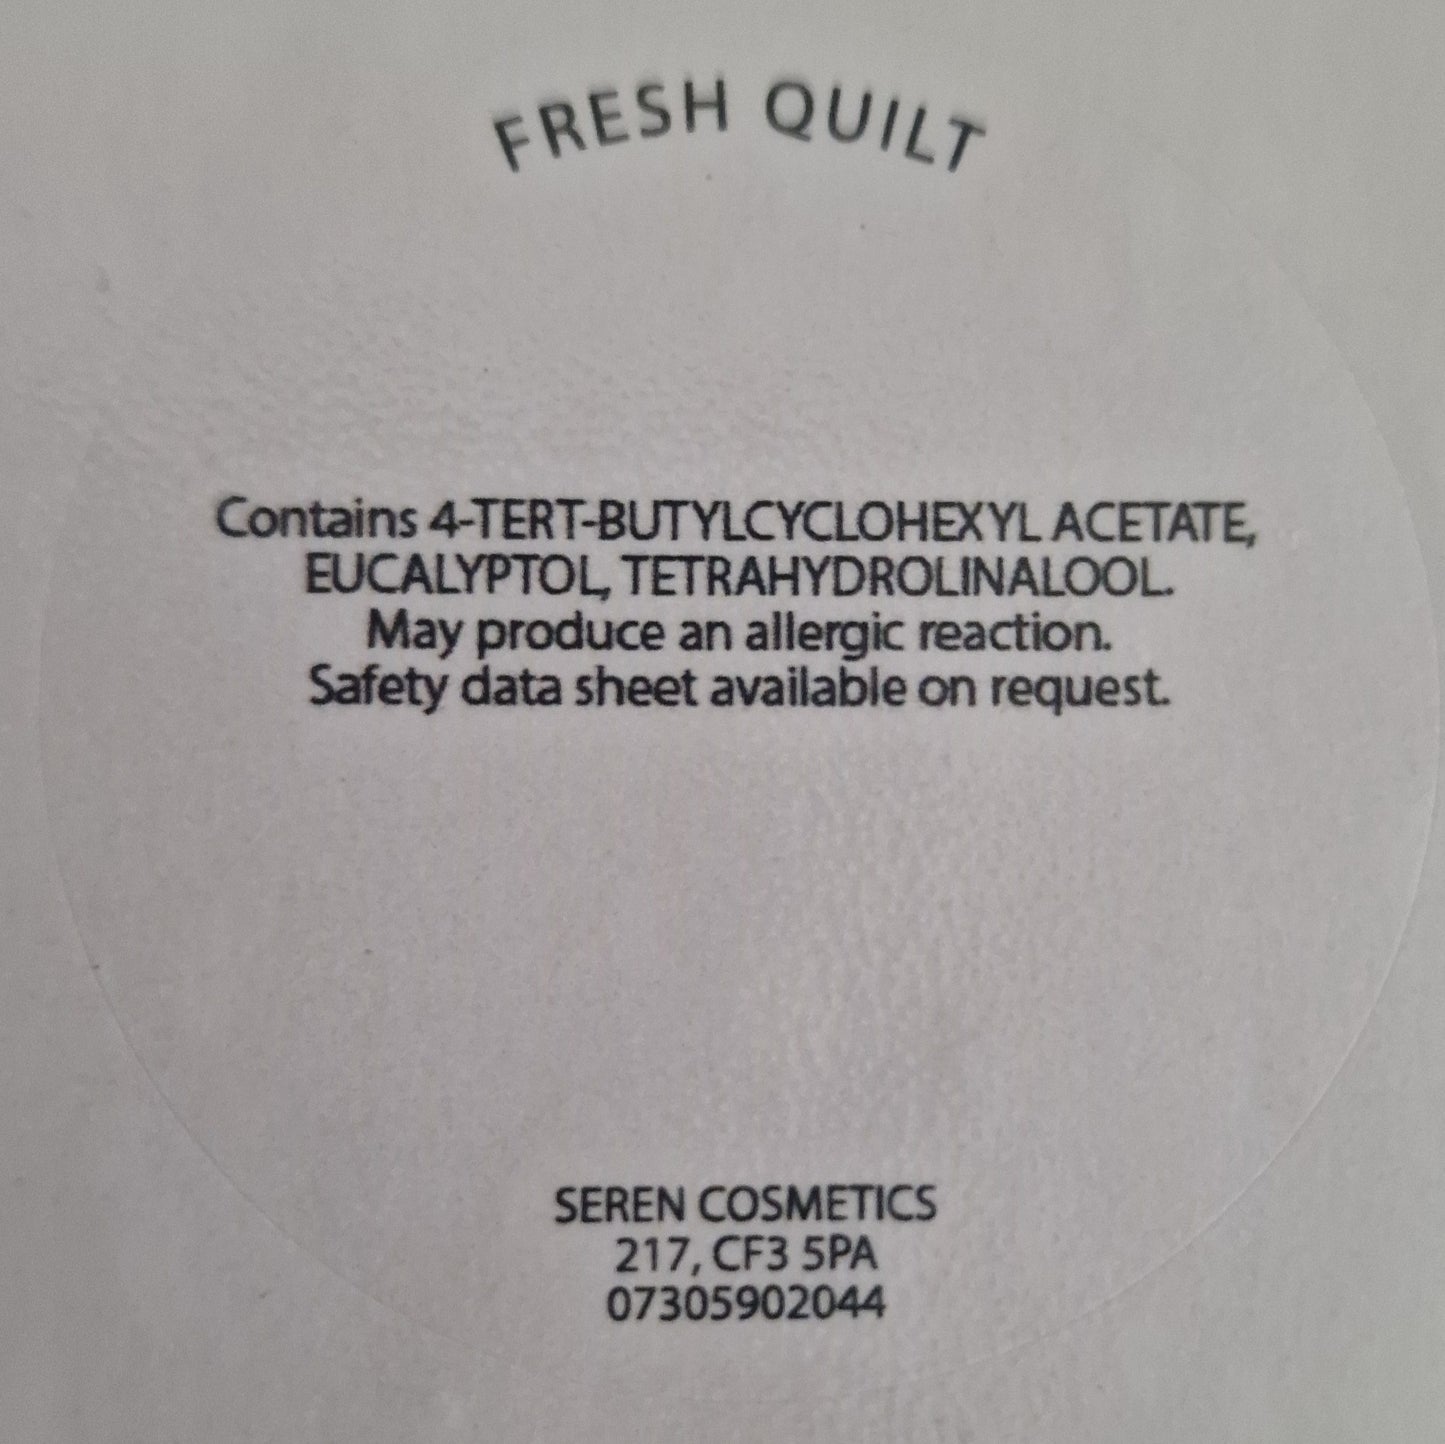 FRESH QUILT
Contains 4-TERT-BUTYLCYCLOHEXYL ACETATE,
EUCALYPTOL, TETRAHYDROLINALOOL.
May produce an allergic reaction.
Safety data sheet available on request.
SEREN COSMETICS
217, CF3 5PA
07305902044